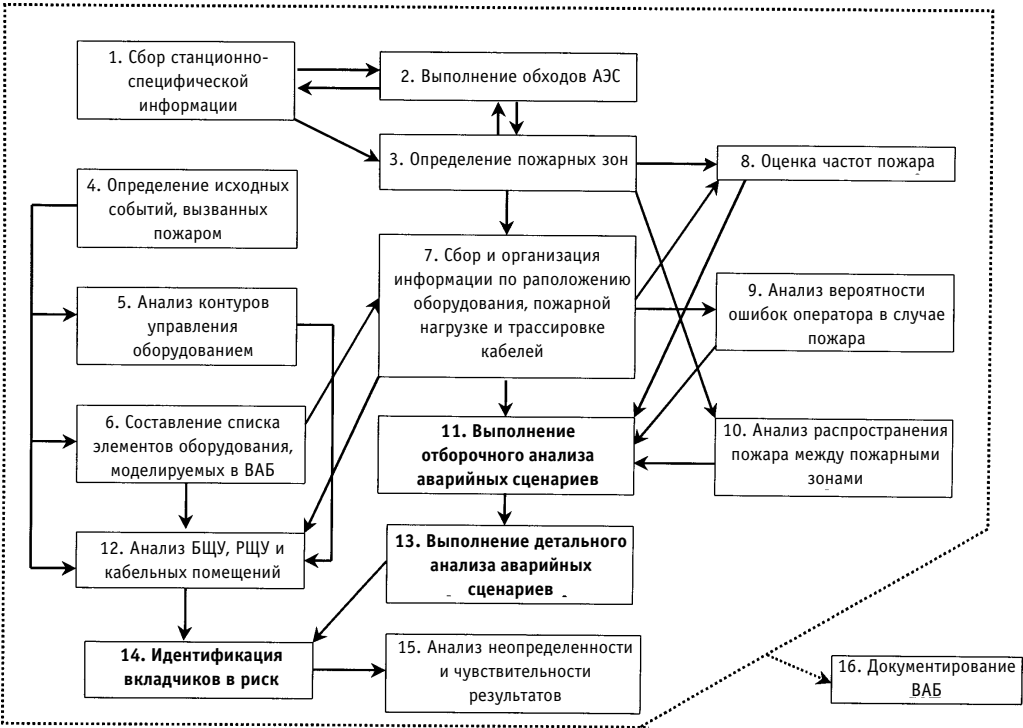 1. Сбор станционно-
специфической
информации
2. Выполнение обходов АЭС
3. Определение пожарных зон
8. Оценка частот пожара
4. Определение исходных
событий, вызванных
пожаром
7. Сбор и организация
информации по раположению
оборудования, пожарной
нагрузке и трассировке
кабелей
5. Анализ контуров
управления
оборудованием
9. Анализ вероятности
ошибок оператора в случае
пожара
6. Составление списка
элементов оборудования,
моделируемых в ВАБ
11. Выполнение
отборочного анализа
аварийных сценариев
10. Анализ распространения
пожара между пожарными
зонами
12. Анализ БЩУ, РЩУ и
кабельных помещений
13. Выполнение детального
анализа аварийных
сценариев
14. Идентификация
вкладчиков в риск
15. Анализ неопределенности
и чувствительности
результатов
16. Документирование
ВАБ